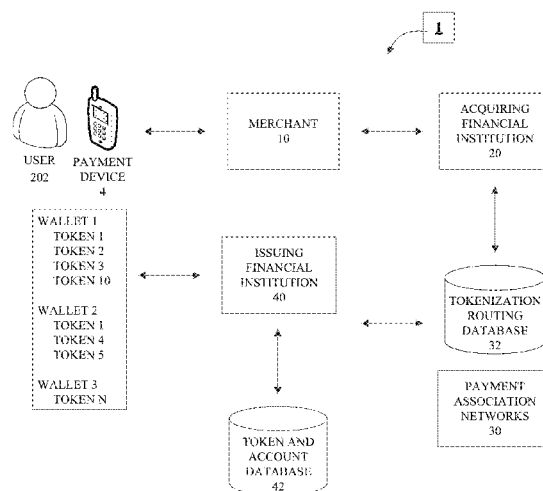 1
USER
202
PAYMENT
DEVICE
4
MERCHANT
10
ACQUIRING
FINANCIAL
INSTITUTION
20
WALLET 1
TOKEN 1
TOKEN 2
TOKEN 3
TOKEN 10
WALLET 2
TOKEN 1
TOKEN 4
TOKEN 5
WALLET 3
TOKEN N
ISSUING
FINANCIAL
INSTITUTION
40
TOKENIZATION
ROUTING
DATABASE
32
PAYMENT
ASSOCIATION
NETWORKS
30
TOKEN AND
ACCOUNT
DATABASE
42